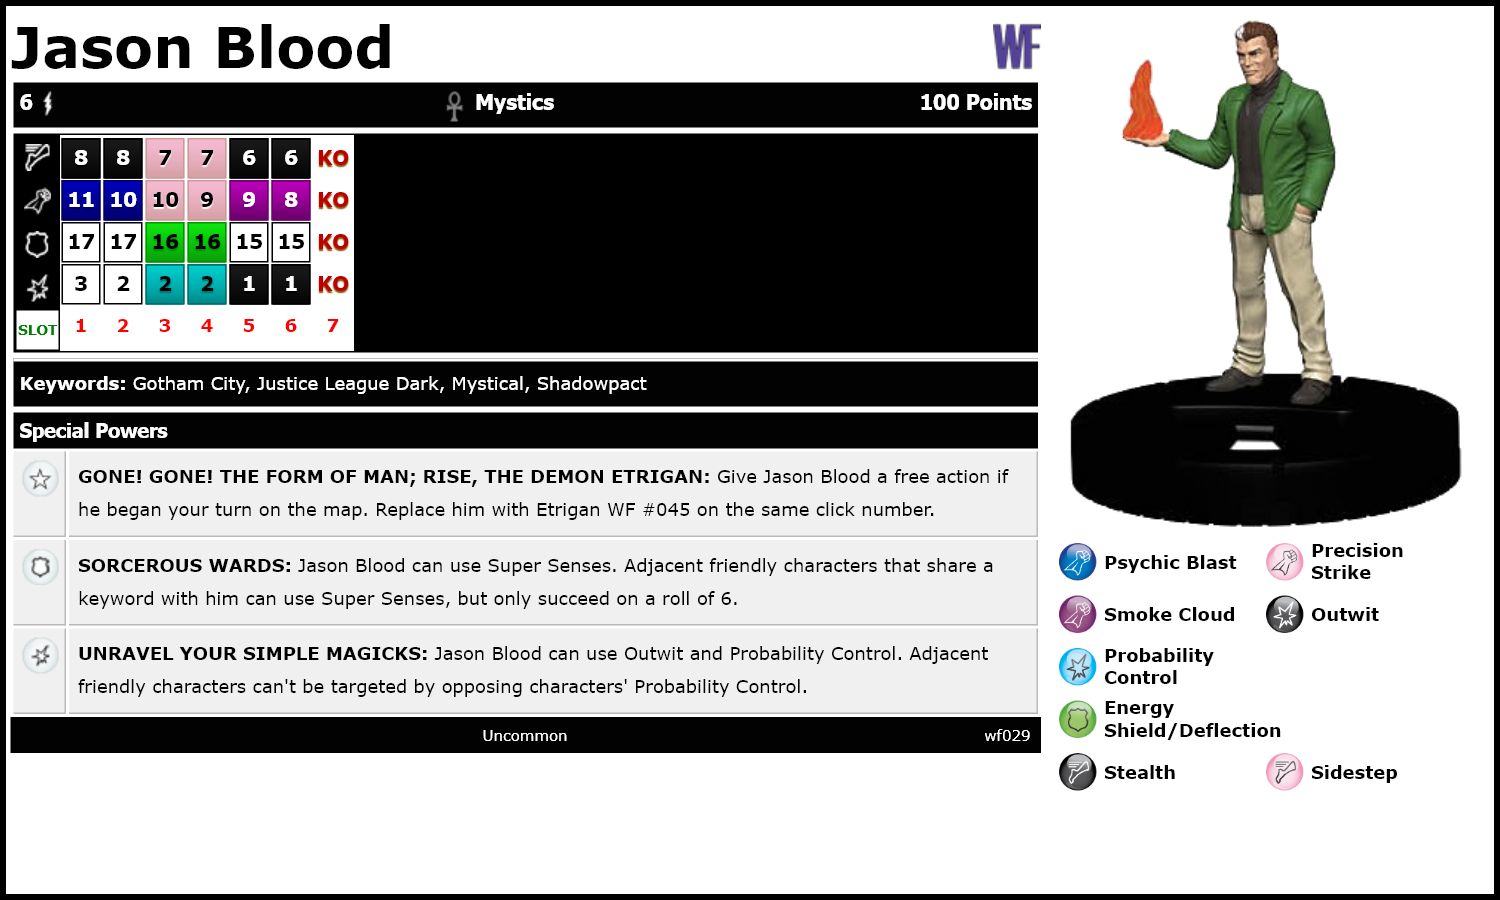 Jason Blood
WF
6 Mystics 100 Points
8 8 7 7 6 6 KO
11 10 10 9 9 8 KO
17 17 16 16 15 15 KO
3 2 2 2 1 1 KO
SLOT 1 2 3 4 5 6 7
Keywords: Gotham City, Justice League Dark, Mystical, Shadowpact
Special Powers
GONE! GONE! THE FORM OF MAN; RISE, THE DEMON ETRIGAN: Give Jason Blood a free action if
he began your turn on the map. Replace him with Etrigan WF #045 on the same click number.
SORCEROUS WARDS: Jason Blood can use Super Senses. Adjacent friendly characters that share a
keyword with him can use Super Senses, but only succeed on a roll of 6.
UNRAVEL YOUR SIMPLE MAGICKS: Jason Blood can use Outwit and Probability Control. Adjacent
friendly characters can't be targeted by opposing characters' Probability Control.
Uncommon wf029
Psychic Blast
Precision
Strike
Smoke Cloud
Outwit
Probability
Control
Energy
Shield/Deflection
Stealth
Sidestep